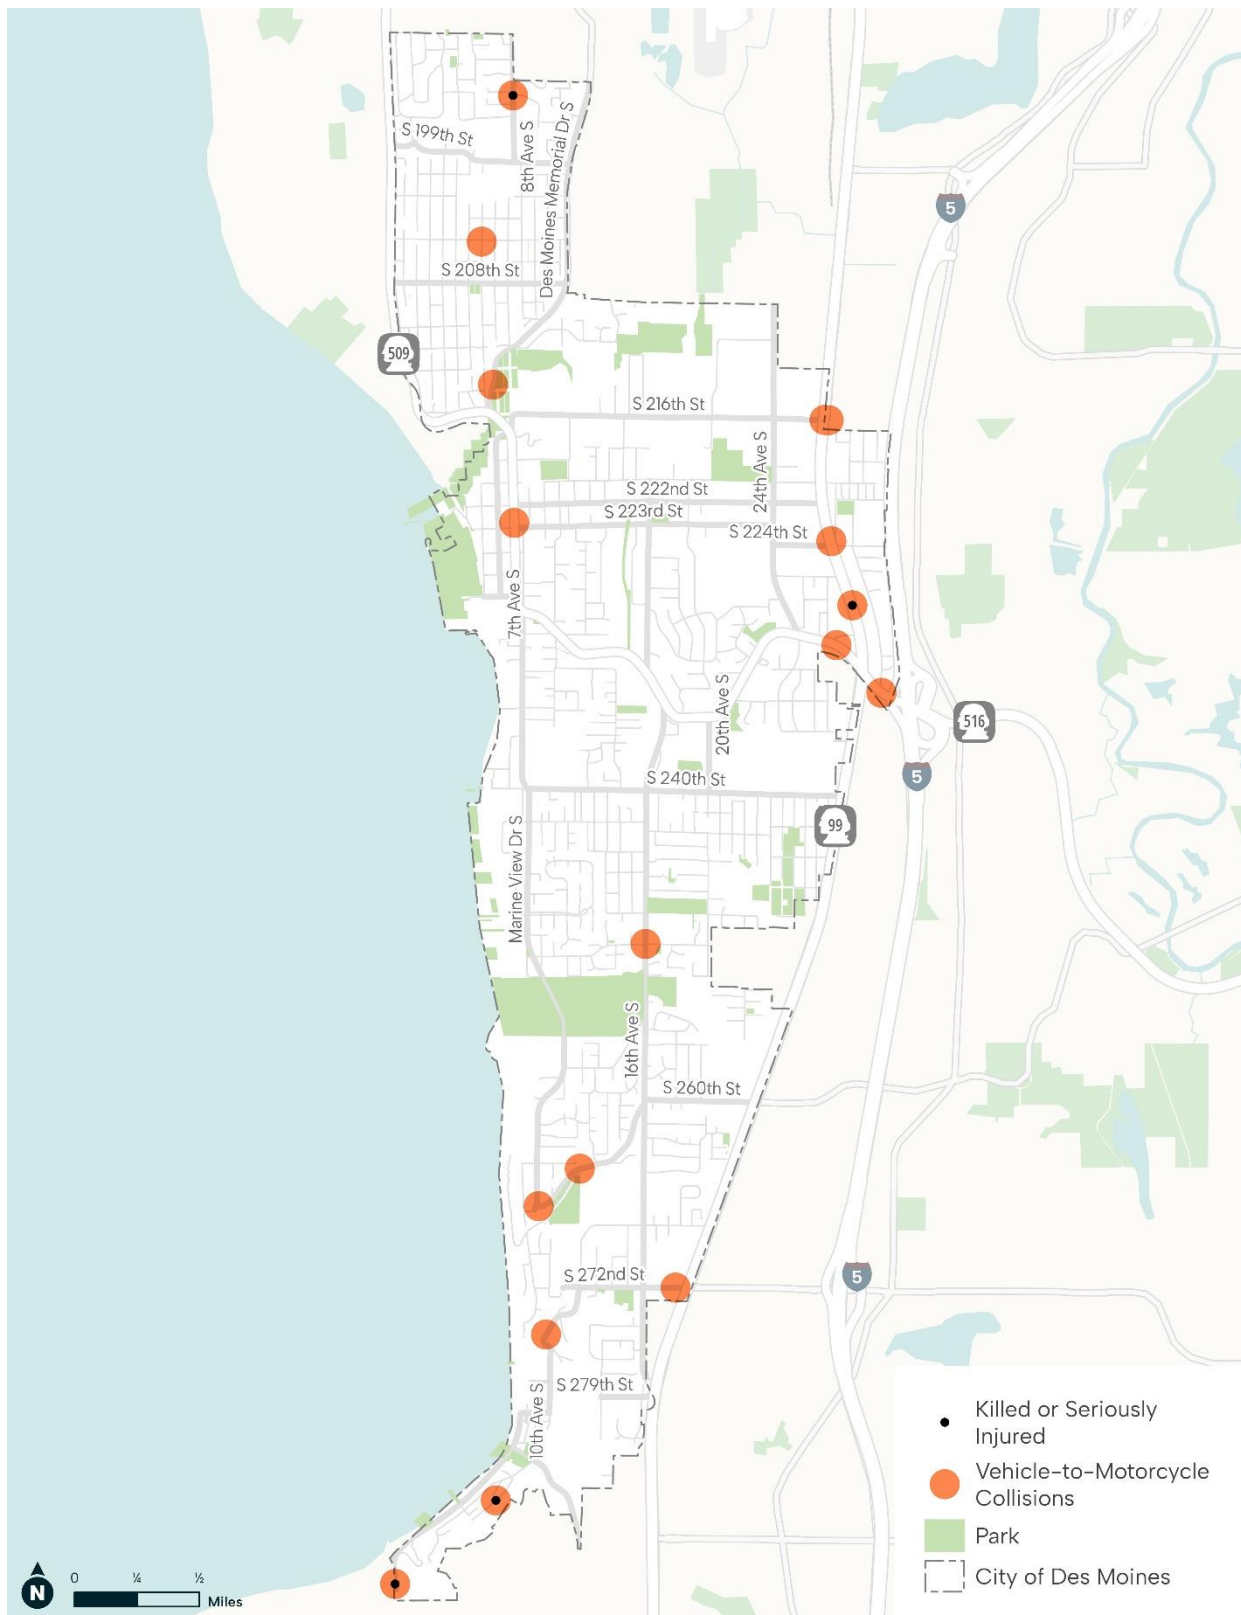 S 199th St
8th Ave S
Des Moines Memorial Dr S
5
S 208th St
509
S 216th St
24th Ave S
S 222nd St
S 223rd St
S 224th St
7th Ave S
20th Ave S
516
S 240th St
5
99
Marine View Dr S
16th Ave S
S 260th St
S 272nd St
5
S 279th St
10th Ave S
Killed or Seriously
Injured
Vehicle-to-Motorcycle
Collisions
Park
City of Des Moines
N
0 ¼ ½
Miles